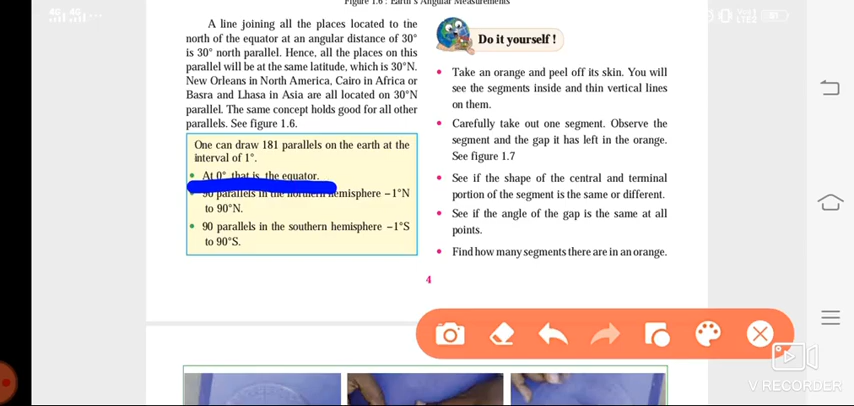 Figure 1.6 : Earth's Angular Measurements
A line joining all the places located to the
north of the equator at an angular distance of 30°
is 30° north parallel. Hence, all the places on this
parallel will be at the same latitude, which is 30°N.
New Orleans in North America, Cairo in Africa or
Basra and Lhasa in Asia are all located on 30°N
parallel. The same concept holds good for all other
parallels. See figure 1.6.
One can draw 181 parallels on the earth at the
interval of 1°.
• At 0° that is, the equator.
• 90 parallels in the northern hemisphere –1°N
to 90°N.
• 90 parallels in the southern hemisphere –1°S
to 90°S.
Do it yourself !
• Take an orange and peel off its skin. You will
see the segments inside and thin vertical lines
on them.
• Carefully take out one segment. Observe the
segment and the gap it has left in the orange.
See figure 1.7
• See if the shape of the central and terminal
portion of the segment is the same or different.
• See if the angle of the gap is the same at all
points.
• Find how many segments there are in an orange.
4
V RECORDER